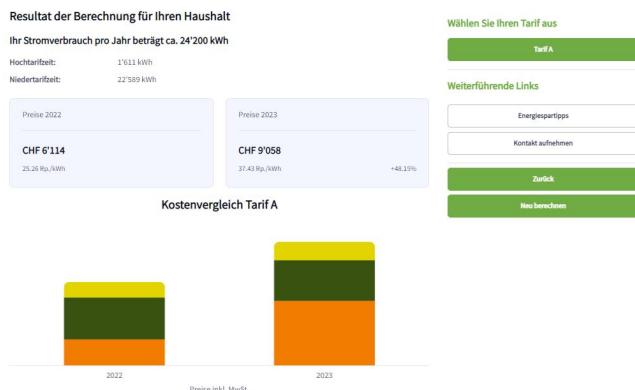 Resultat der Berechnung für Ihren Haushalt
Ihr Stromverbrauch pro Jahr beträgt ca. 24'200 kWh
Hochtarifzeit: 1'611 kWh
Niedertarifzeit: 22'589 kWh
Preise 2022
CHF 6'114
25.26 Rp./kWh
Preise 2023
CHF 9'058
37.43 Rp./kWh +48.15%
Kostenvergleich Tarif A
2022 2023
Preise inkl. MwSt.
Wählen Sie Ihren Tarif aus
Tarif A
Weiterführende Links
Energiespartipps
Kontakt aufnehmen
Zurück
Neu berechnen